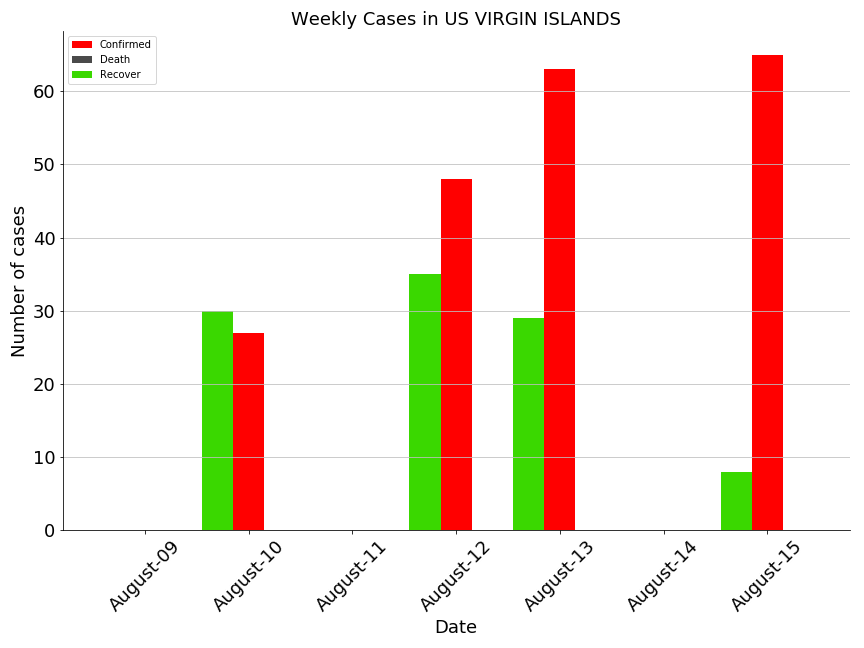 Weekly Cases in US VIRGIN ISLANDS
Confirmed
Death
Recover
Number of cases
60
50
40
30
20
10
0
August-09
August-10
August-11
August-12
August-13
August-14
August-15
Date